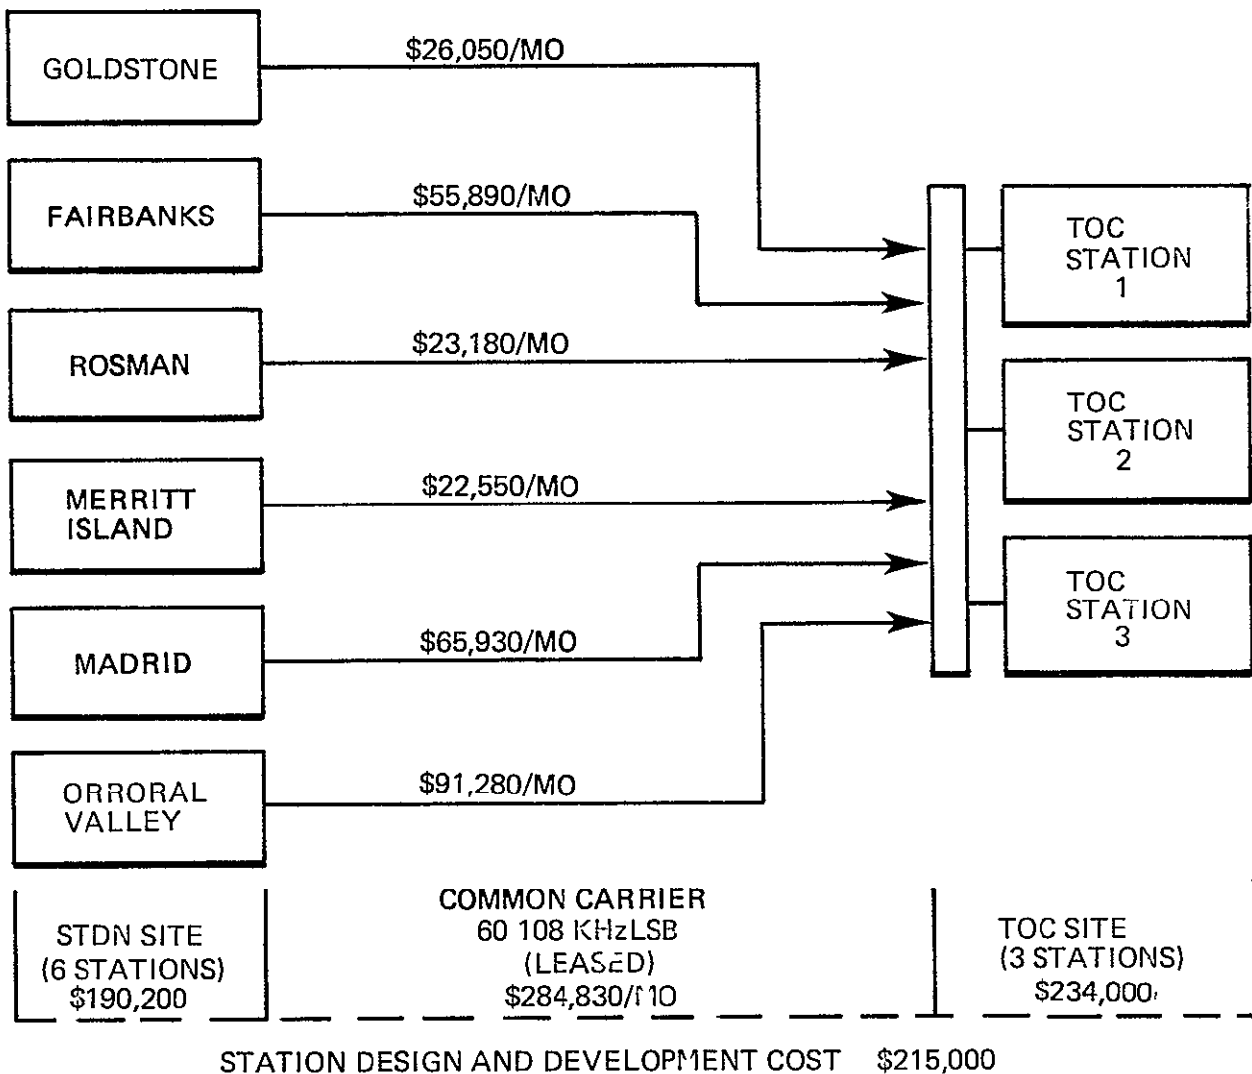 GOLDSTONE
$26,050/MO
FAIRBANKS
$55,890/MO
ROSMAN
$23,180/MO
MERRITT
ISLAND
$22,550/MO
MADRID
$65,930/MO
ORRORAL
VALLEY
$91,280/MO
TOC
STATION
1
TOC
STATION
2
TOC
STATION
3
STDN SITE
(6 STATIONS)
$190,200
COMMON CARRIER
60 108 KHz LSB
(LEASED)
$284,830/MO
TOC SITE
(3 STATIONS)
$234,000
STATION DESIGN AND DEVELOPMENT COST $215,000